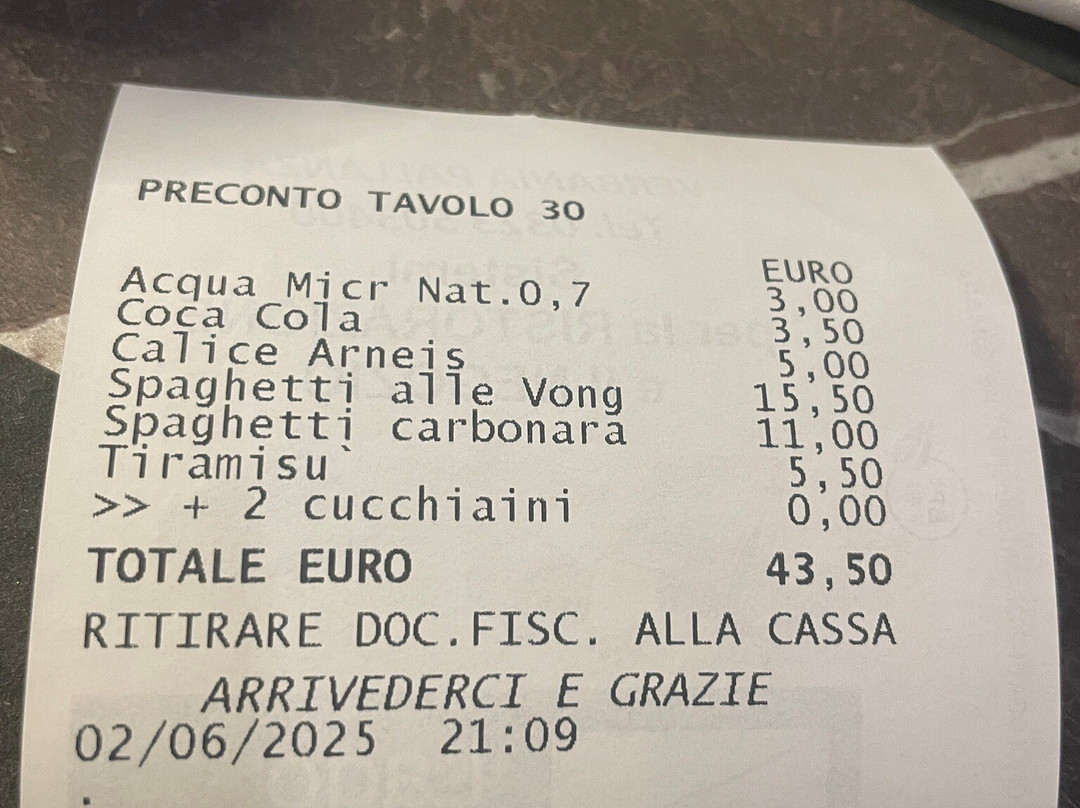 PRECONTO TAVOLO 30
EURO
Acqua Micr Nat.0,7 3,00
Coca Cola 3,50
Calice Arneis 5,00
Spaghetti alle Vong 15,50
Spaghetti carbonara 11,00
Tiramisu` 5,50
>> + 2 cucchiaini 0,00
TOTALE EURO 43,50
RITIRARE DOC.FISC. ALLA CASSA
ARRIVEDERCI E GRAZIE
02/06/2025 21:09
.